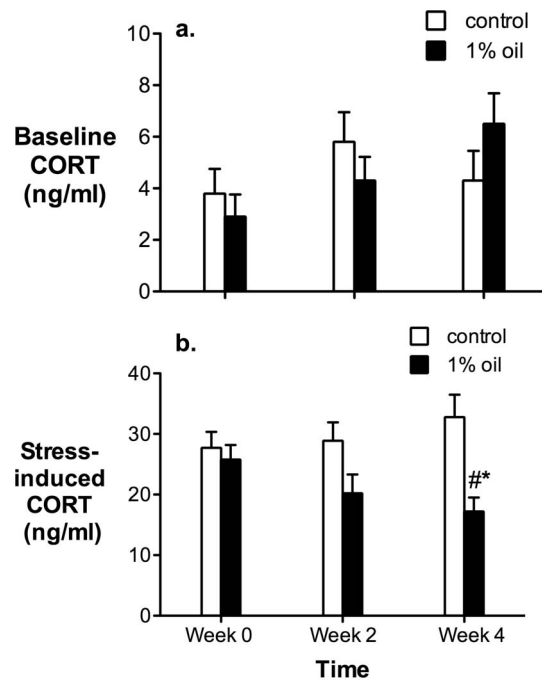 a.
control
1% oil
10
8
6
4
2
0
Baseline
CORT
(ng/ml)
b.
control
1% oil
40
30
20
10
0
Stress-
induced
CORT
(ng/ml)
#*
Week 0 Week 2 Week 4
Time